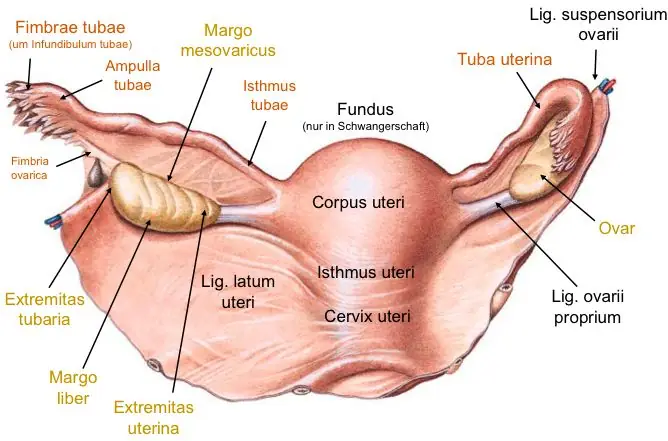 Fimbrae tubae
(um Infundibulum tubae)
Ampulla
tubae
Margo
mesovaricus
Isthmus
tubae
Fundus
(nur in Schwangerschaft)
Tuba uterina
Lig. suspensorium
ovarii
Fimbria
ovarica
Corpus uteri
Ovar
Isthmus uteri
Lig. latum
uteri
Cervix uteri
Lig. ovarii
proprium
Extremitas
tubaria
Margo
liber
Extremitas
uterina